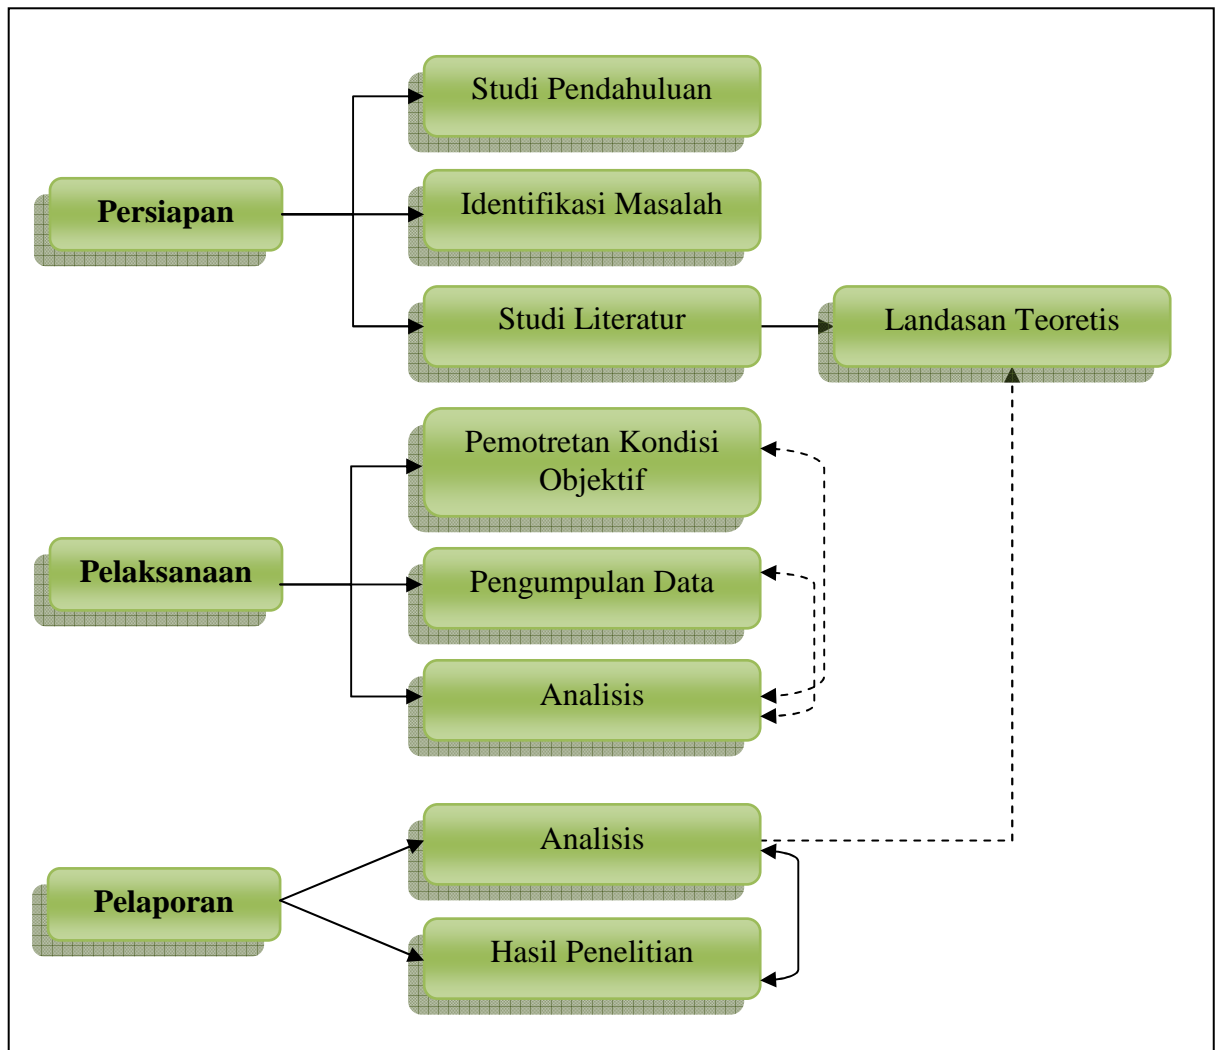 Studi Pendahuluan
Persiapan
Identifikasi Masalah
Studi Literatur
Landasan Teoretis
Pemotretan Kondisi
Objektif
Pelaksanaan
Pengumpulan Data
Analisis
Analisis
Pelaporan
Hasil Penelitian